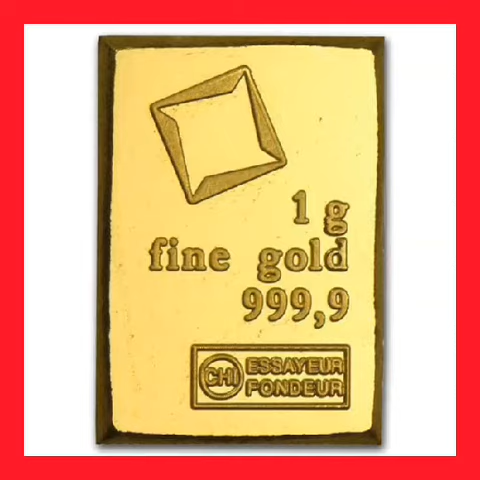 1 g
fine gold
999,9
CHI ESSAYEUR
FONDEUR